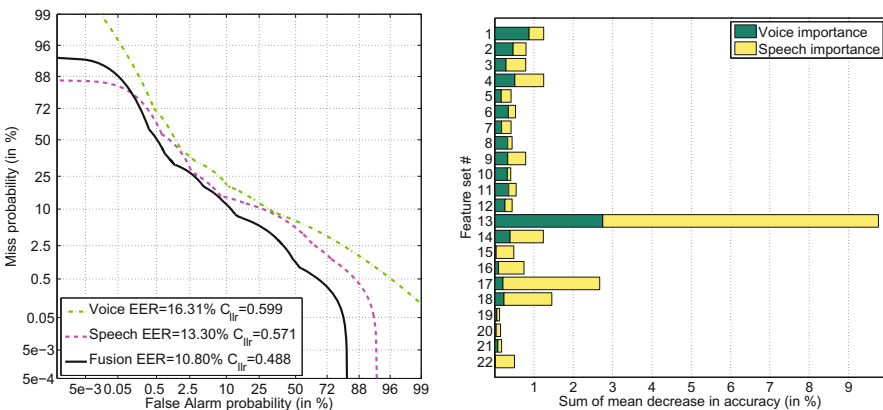 99
96
88
72
50
25
10
2.5
0.5
0.05
5e-3
5e-4
Miss probability (in %)
Voice EER=16.31% C_llr=0.599
Speech EER=13.30% C_llr=0.571
Fusion EER=10.80% C_llr=0.488
5e-3 0.05 0.5 2.5 10 25 50 72 88 96 99
False Alarm probability (in %)
Voice importance
Speech importance
Feature set #
1
2
3
4
5
6
7
8
9
10
11
12
13
14
15
16
17
18
19
20
21
22
1 2 3 4 5 6 7 8 9
Sum of mean decrease in accuracy (in %)